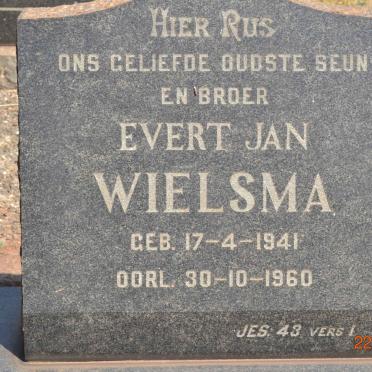 HIER RUS
ONS GELIEFDE OUDSTE SEUN
EN BROER
EVERT JAN
WIELSMA
GEB. 17-4-1941
OORL. 30-10-1960
JES. 43 VERS 1
22